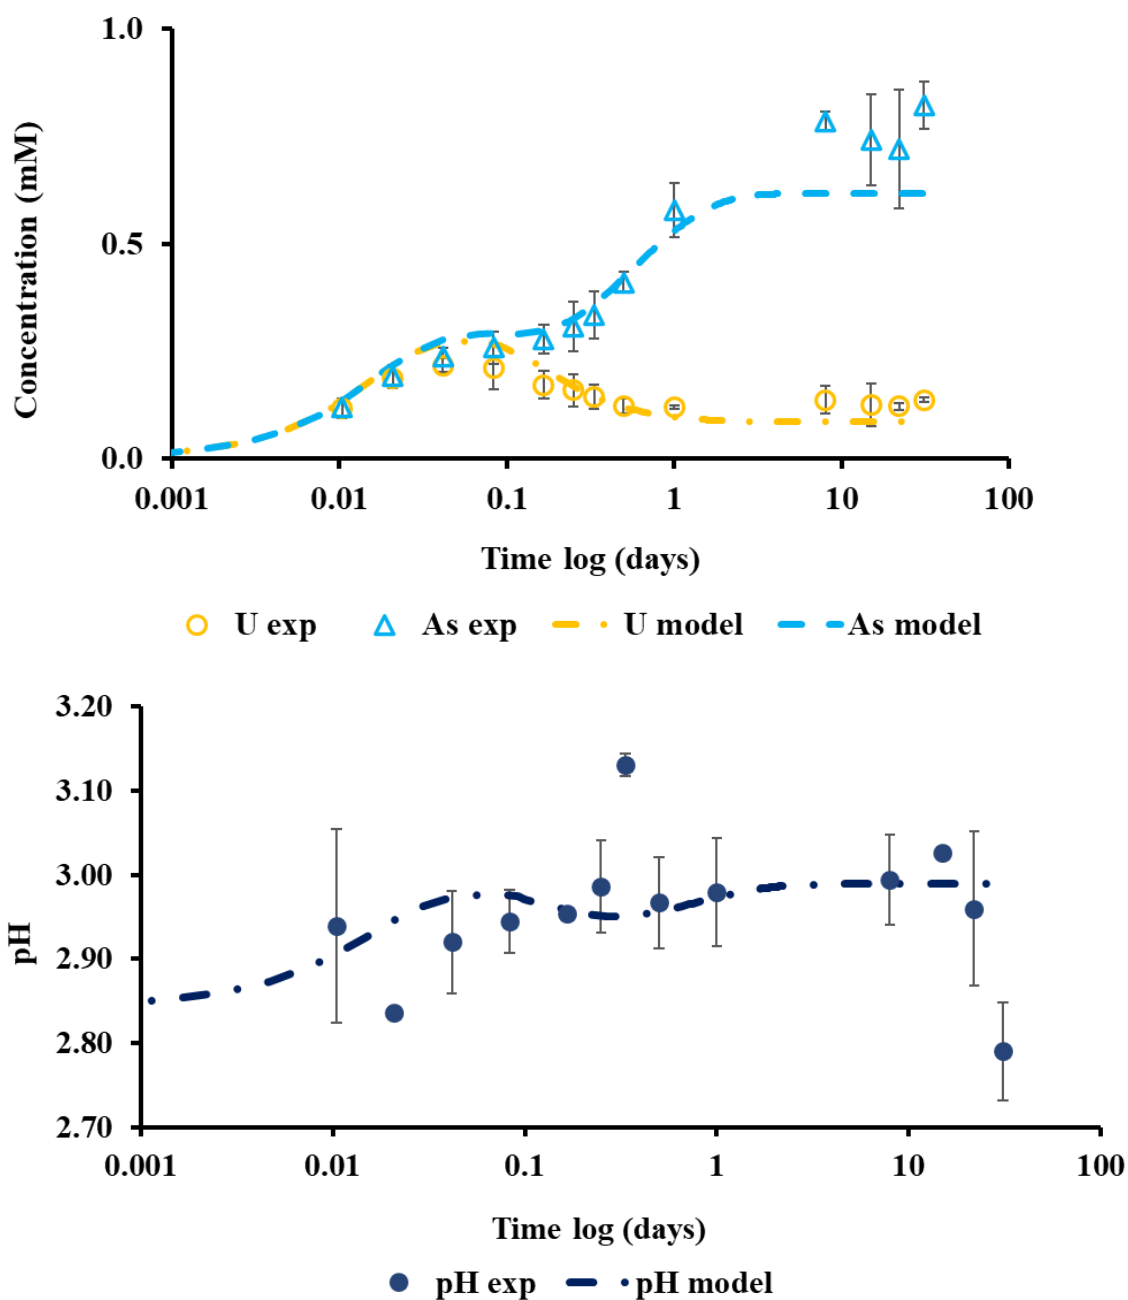 1.0
0.5
0.0
Concentration (mM)
0.001 0.01 0.1 1 10 100
Time log (days)
U exp As exp U model As model
3.20
3.10
3.00
2.90
2.80
2.70
pH
0.001 0.01 0.1 1 10 100
Time log (days)
pH exp pH model